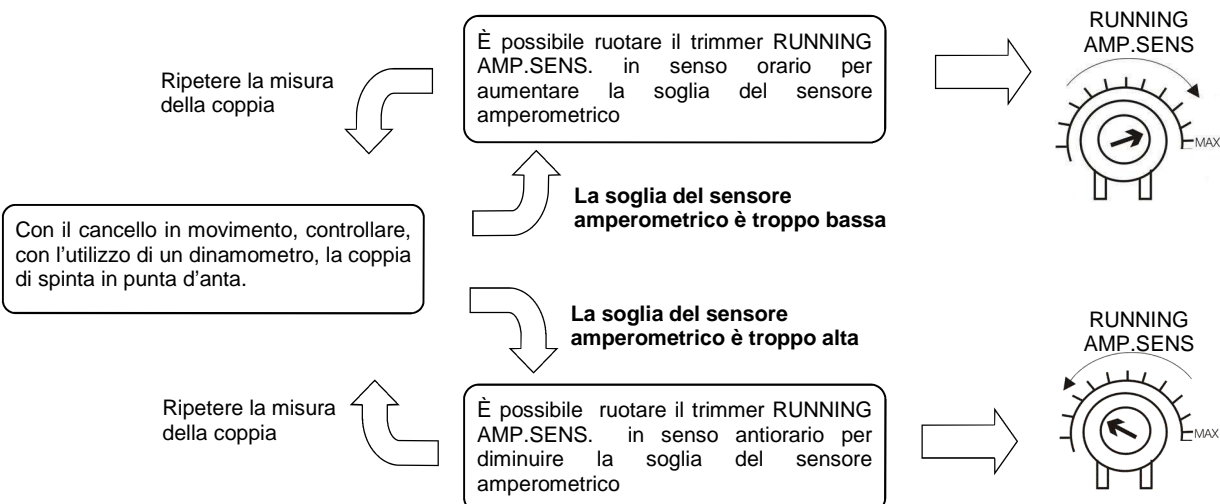 È possibile ruotare il trimmer RUNNING
AMP.SENS. in senso orario per
aumentare la soglia del sensore
amperometrico
RUNNING
AMP.SENS
MAX
Ripetere la misura
della coppia
La soglia del sensore
amperometrico è troppo bassa
Con il cancello in movimento, controllare,
con l'utilizzo di un dinamometro, la coppia
di spinta in punta d'anta.
La soglia del sensore
amperometrico è troppo alta
RUNNING
AMP.SENS
MAX
Ripetere la misura
della coppia
È possibile ruotare il trimmer RUNNING
AMP.SENS. in senso antiorario per
diminuire la soglia del sensore
amperometrico